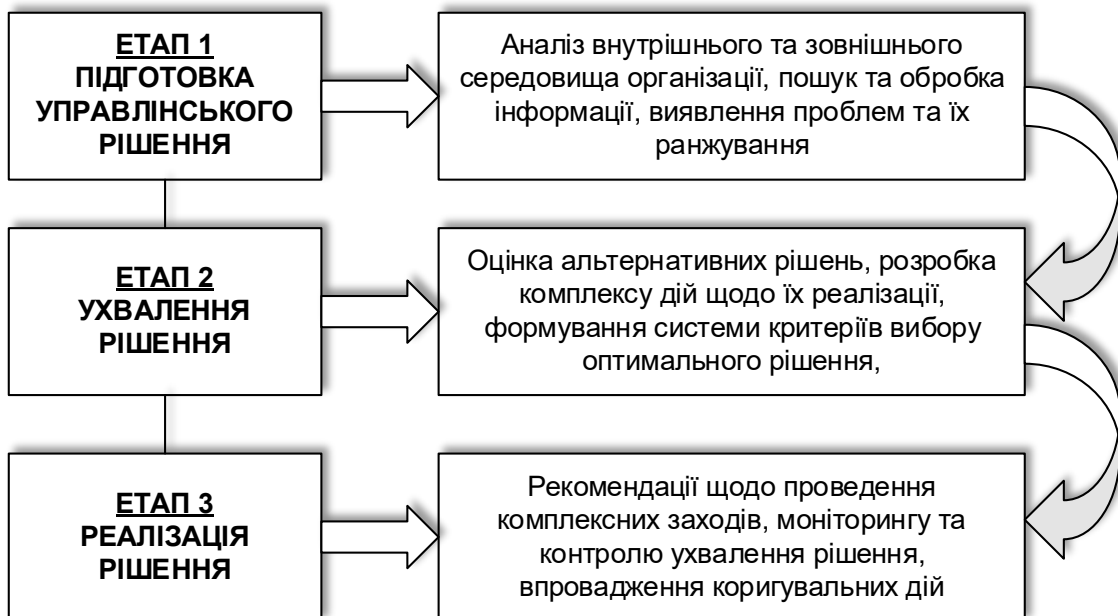 ЕТАП 1
ПІДГОТОВКА
УПРАВЛІНСЬКОГО
РІШЕННЯ
Аналіз внутрішнього та зовнішнього
середовища організації, пошук та обробка
інформації, виявлення проблем та їх
ранжування
ЕТАП 2
УХВАЛЕННЯ
РІШЕННЯ
Оцінка альтернативних рішень, розробка
комплексу дій щодо їх реалізації,
формування системи критеріїв вибору
оптимального рішення,
ЕТАП 3
РЕАЛІЗАЦІЯ
РІШЕННЯ
Рекомендації щодо проведення
комплексних заходів, моніторингу та
контролю ухвалення рішення,
впровадження коригувальних дій